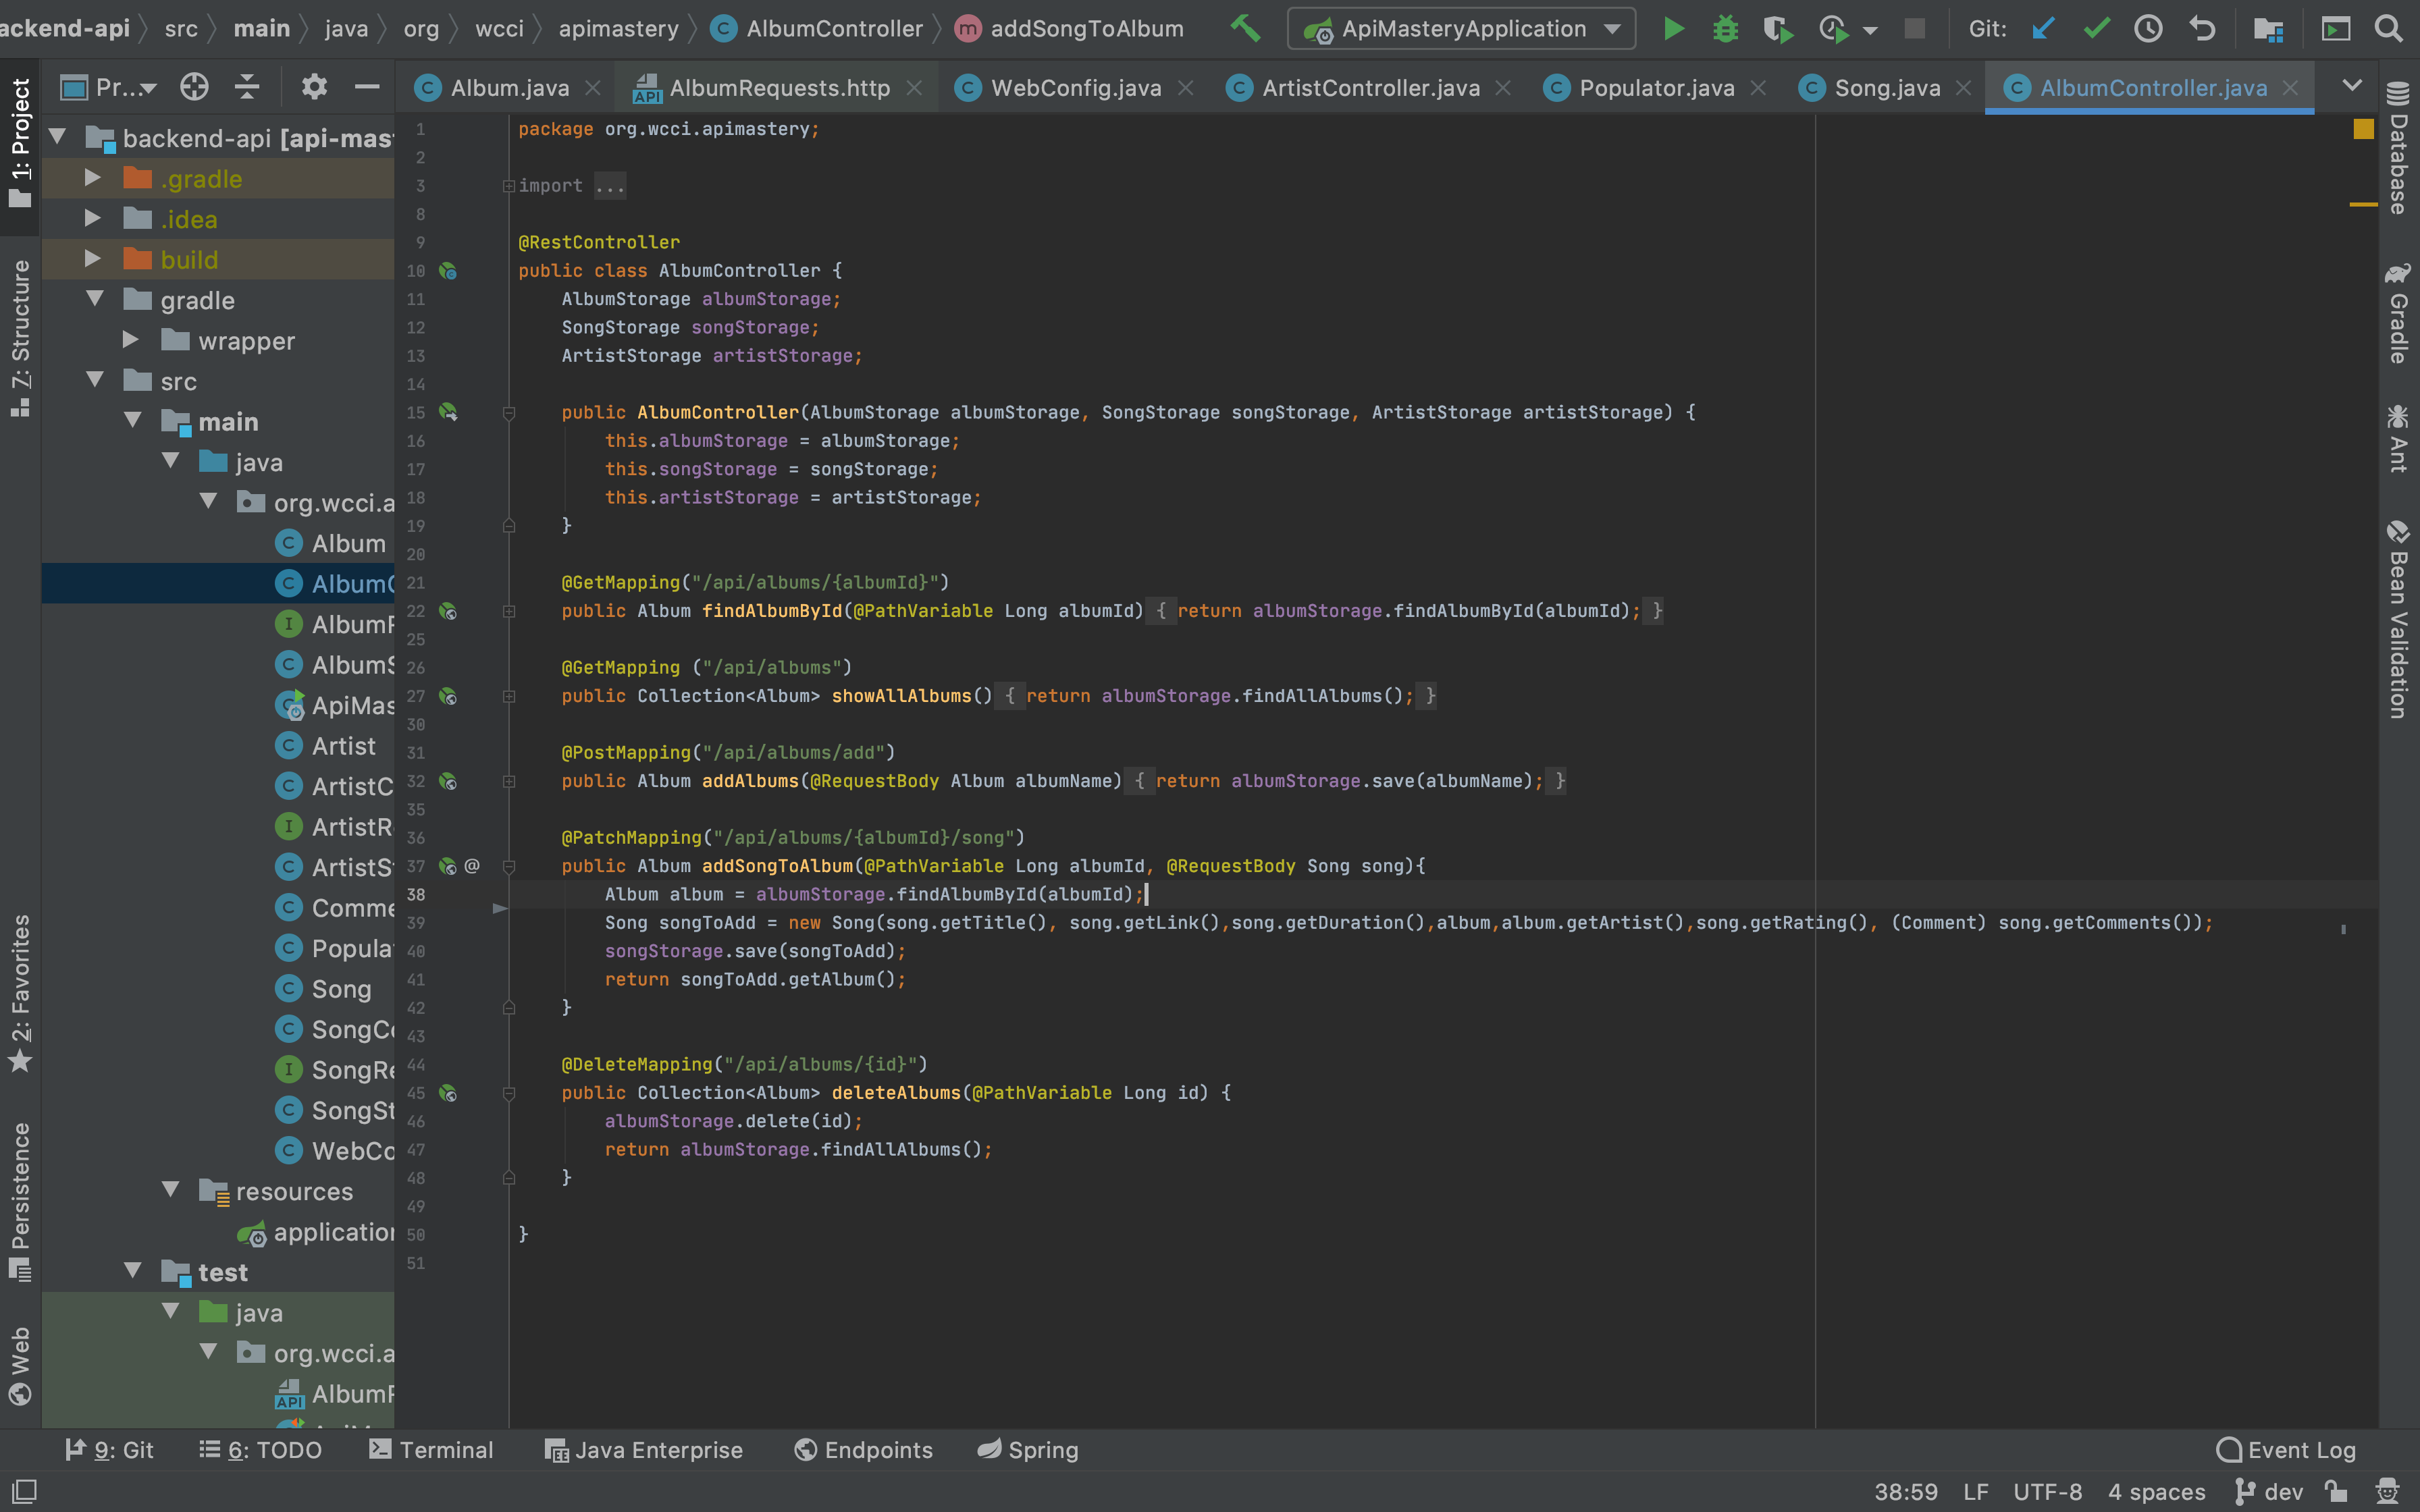 ackend-api src main java org wcci apimastery AlbumController addSongToAlbum ApiMasteryApplication Git:
Pr... Album.java AlbumRequests.http WebConfig.java ArtistController.java Populator.java Song.java AlbumController.java
1: Project
7: Structure
2: Favorites
Persistence
Web
backend-api [api-mas
.gradle
.idea
build
gradle
wrapper
src
main
java
org.wcci.a
Album
AlbumC
AlbumR
AlbumS
ApiMas
Artist
ArtistC
ArtistR
ArtistSt
Comme
Popula
Song
SongCo
SongRe
SongSt
WebCo
resources
application
test
java
org.wcci.a
API AlbumR
1 package org.wcci.apimastery;
2
3 import ...
8
9 @RestController
10 public class AlbumController {
11 AlbumStorage albumStorage;
12 SongStorage songStorage;
13 ArtistStorage artistStorage;
14
15 public AlbumController(AlbumStorage albumStorage, SongStorage songStorage, ArtistStorage artistStorage) {
16 this.albumStorage = albumStorage;
17 this.songStorage = songStorage;
18 this.artistStorage = artistStorage;
19 }
20
21 @GetMapping("/api/albums/{albumId}")
22 public Album findAlbumById(@PathVariable Long albumId) { return albumStorage.findAlbumById(albumId); }
25
26 @GetMapping ("/api/albums")
27 public Collection<Album> showAllAlbums() { return albumStorage.findAllAlbums(); }
30
31 @PostMapping("/api/albums/add")
32 public Album addAlbums(@RequestBody Album albumName) { return albumStorage.save(albumName); }
35
36 @PatchMapping("/api/albums/{albumId}/song")
37 @ public Album addSongToAlbum(@PathVariable Long albumId, @RequestBody Song song){
38 Album album = albumStorage.findAlbumById(albumId);
39 Song songToAdd = new Song(song.getTitle(), song.getLink(),song.getDuration(),album,album.getArtist(),song.getRating(), (Comment) song.getComments());
40 songStorage.save(songToAdd);
41 return songToAdd.getAlbum();
42 }
43
44 @DeleteMapping("/api/albums/{id}")
45 public Collection<Album> deleteAlbums(@PathVariable Long id) {
46 albumStorage.delete(id);
47 return albumStorage.findAllAlbums();
48 }
49
50 }
51
Database
Gradle
Ant
Bean Validation
9: Git 6: TODO Terminal Java Enterprise Endpoints Spring Event Log
38:59 LF UTF-8 4 spaces dev